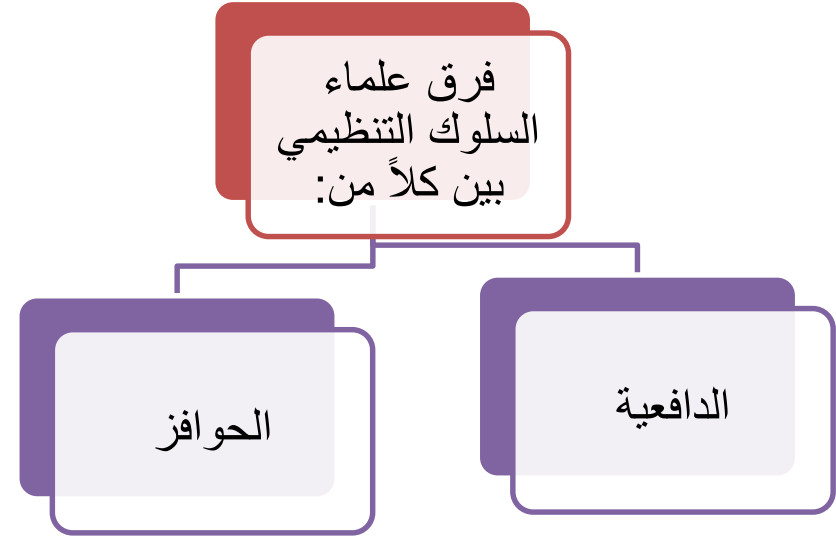 فرق علماء
السلوك التنظيمي
بين كلاً من:
الدافعية
الحوافز